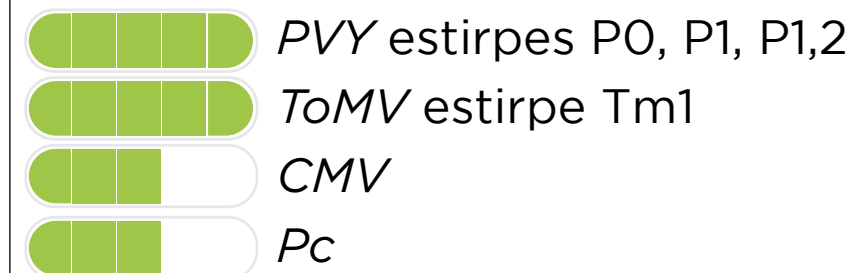 PVY estirpes P0, P1, P1,2
ToMV estirpe Tm1
CMV
Pc